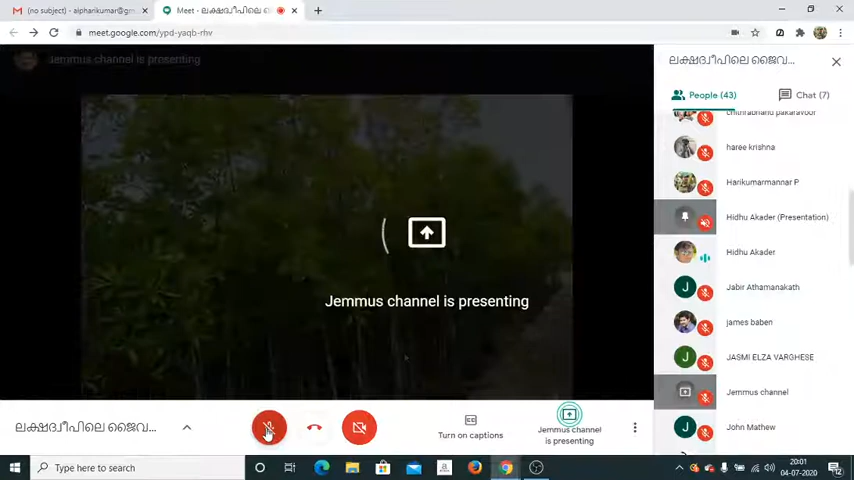 (no subject) - aipharikumar@gm
Meet - ലക്ഷദ്വീപിലെ ജൈവ
meet.google.com/ypd-yaqb-rhv
Jemmus channel is presenting
ലക്ഷദ്വീപിലെ ജൈവ...
People (43)
Chat (7)
chithrabhanu pakaravoor
haree krishna
Harikumarmannar P
Hidhu Akader (Presentation)
Hidhu Akader
J
Jabir Athamanakath
james baben
J
JASMI ELZA VARGHESE
Jemmus channel
J
John Mathew
Jemmus channel is presenting
ലക്ഷദ്വീപിലെ ജൈവ...
Turn on captions
Jemmus channel
is presenting
Type here to search
20:01
04-07-2020